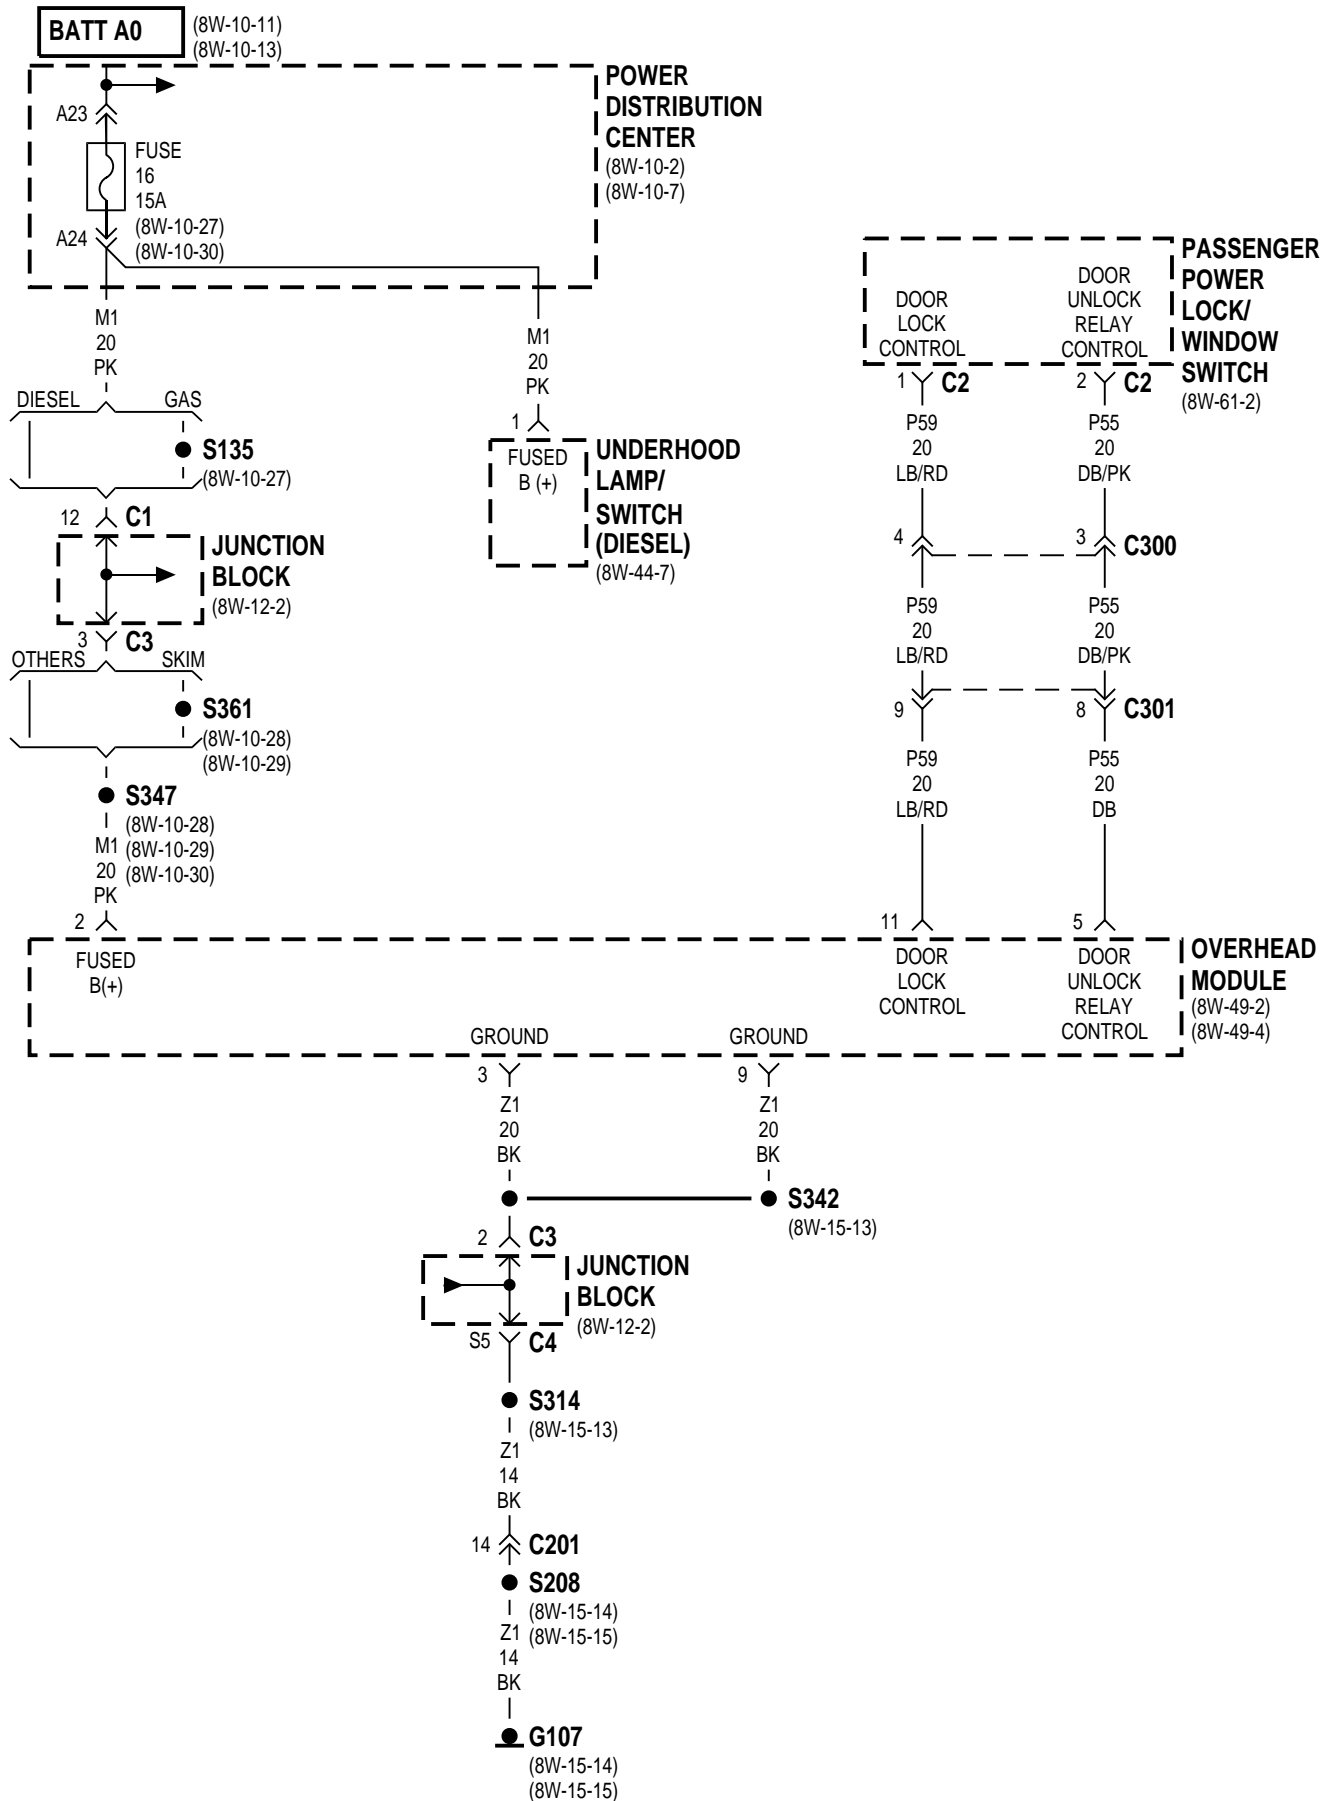 BATT A0
(8W-10-11)
(8W-10-13)
POWER
DISTRIBUTION
CENTER
(8W-10-2)
(8W-10-7)
A23
FUSE
16
15A
(8W-10-27)
(8W-10-30)
A24
M1
20
PK
M1
20
PK
DIESEL
GAS
S135
(8W-10-27)
1
FUSED
B (+)
UNDERHOOD
LAMP/
SWITCH
(DIESEL)
(8W-44-7)
12
C1
JUNCTION
BLOCK
(8W-12-2)
3
C3
OTHERS
SKIM
S361
(8W-10-28)
(8W-10-29)
S347
(8W-10-28)
(8W-10-29)
(8W-10-30)
M1
20
PK
2
PASSENGER
POWER
LOCK/
WINDOW
SWITCH
(8W-61-2)
DOOR
LOCK
CONTROL
DOOR
UNLOCK
RELAY
CONTROL
1
C2
2
C2
P59
20
LB/RD
P55
20
DB/PK
4
3
C300
P59
20
LB/RD
P55
20
DB/PK
9
8
C301
P59
20
LB/RD
P55
20
DB
11
5
FUSED
B(+)
DOOR
LOCK
CONTROL
DOOR
UNLOCK
RELAY
CONTROL
OVERHEAD
MODULE
(8W-49-2)
(8W-49-4)
GROUND
GROUND
3
9
Z1
20
BK
Z1
20
BK
S342
(8W-15-13)
2
C3
JUNCTION
BLOCK
(8W-12-2)
S5
C4
S314
(8W-15-13)
Z1
14
BK
14
C201
S208
(8W-15-14)
(8W-15-15)
Z1
14
BK
G107
(8W-15-14)
(8W-15-15)